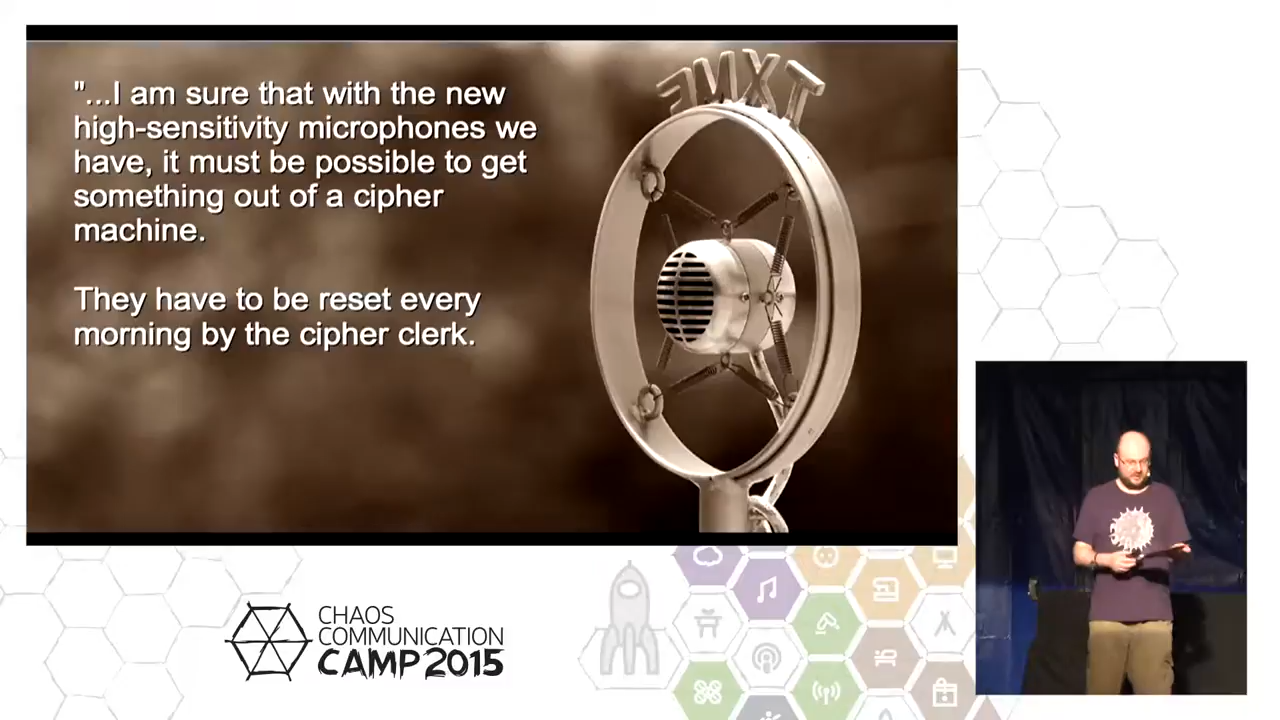 "...I am sure that with the new
high-sensitivity microphones we
have, it must be possible to get
something out of a cipher
machine.
They have to be reset every
morning by the cipher clerk.
TXNE
CHAOS
COMMUNICATION
CAMP 2015